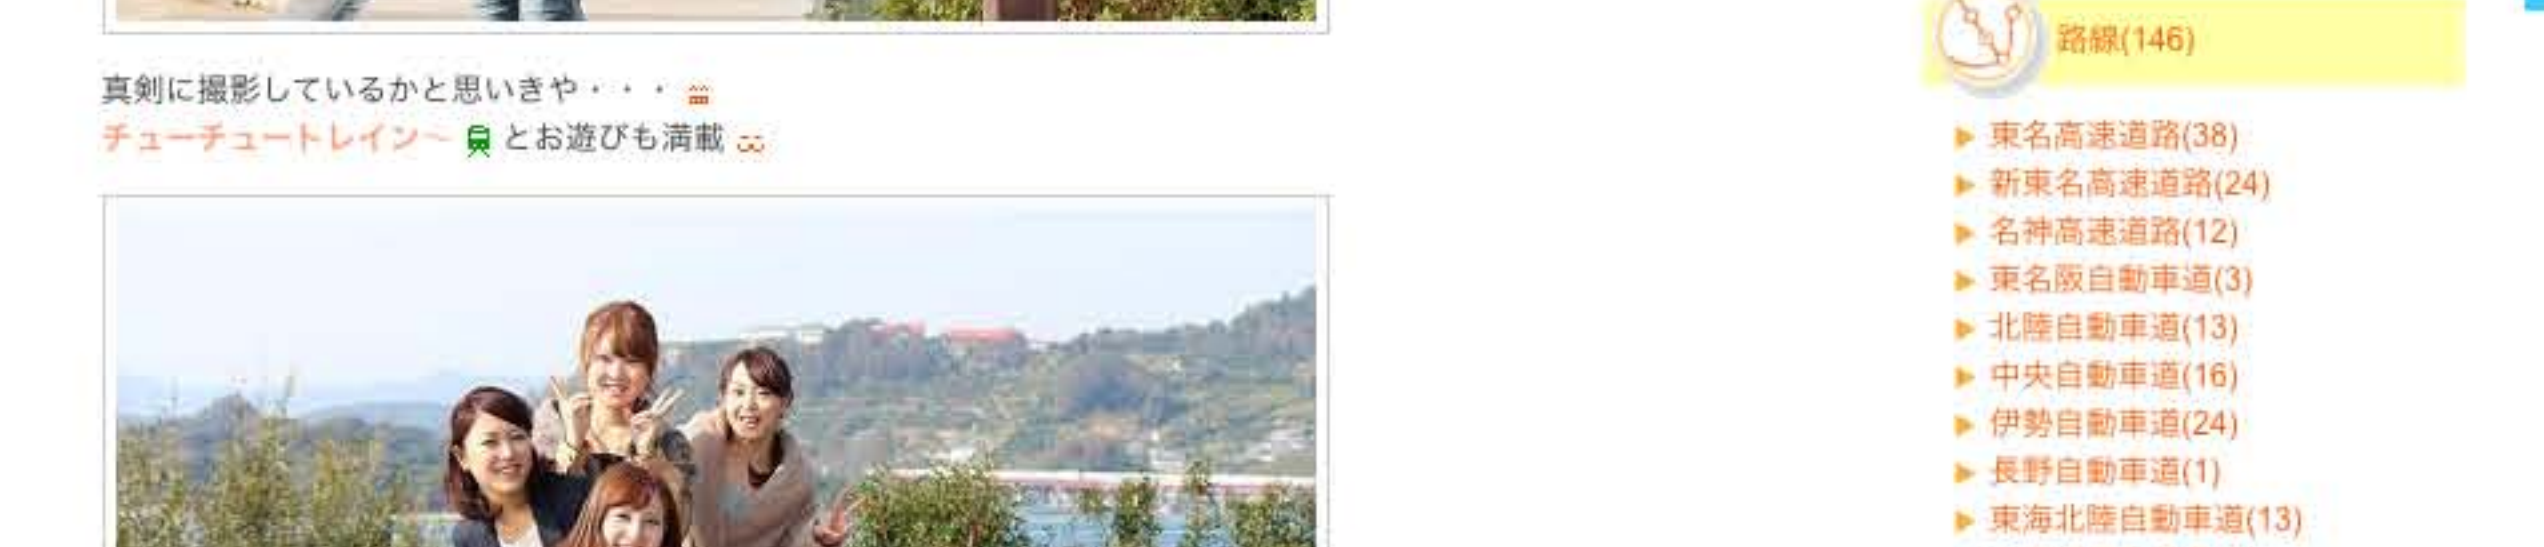 真剣に撮影しているかと思いきや・・・
チューチュートレイン～ とお遊びも満載
路線(146)
東名高速道路(38)
新東名高速道路(24)
名神高速道路(12)
東名阪自動車道(3)
北陸自動車道(13)
中央自動車道(16)
伊勢自動車道(24)
長野自動車道(1)
東海北陸自動車道(13)